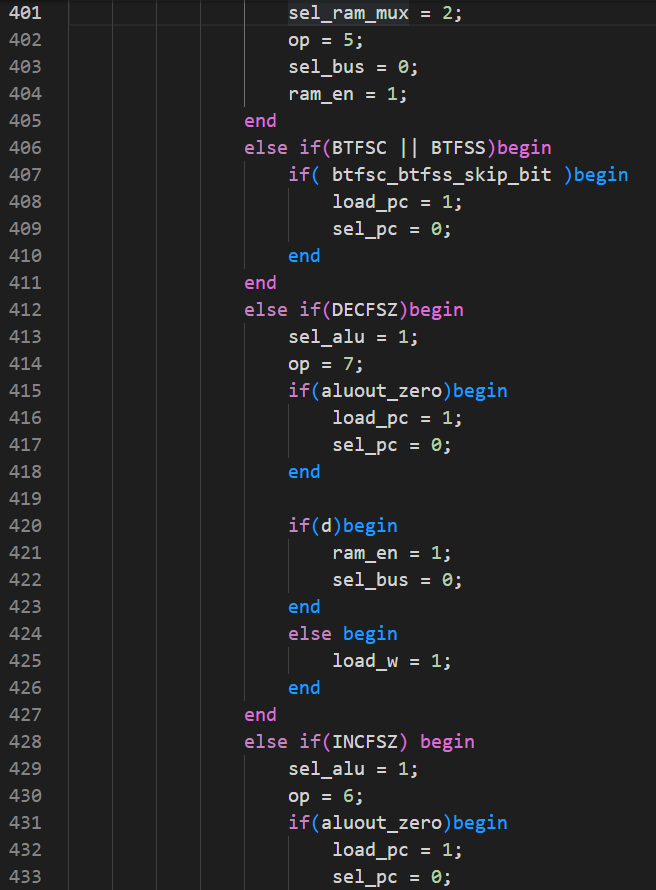 401 sel_ram_mux = 2;
402 op = 5;
403 sel_bus = 0;
404 ram_en = 1;
405 end
406 else if(BTFSC || BTFSS)begin
407 if( btfsc_btfss_skip_bit )begin
408 load_pc = 1;
409 sel_pc = 0;
410 end
411 end
412 else if(DECFSZ)begin
413 sel_alu = 1;
414 op = 7;
415 if(aluout_zero)begin
416 load_pc = 1;
417 sel_pc = 0;
418 end
419
420 if(d)begin
421 ram_en = 1;
422 sel_bus = 0;
423 end
424 else begin
425 load_w = 1;
426 end
427 end
428 else if(INCFSZ) begin
429 sel_alu = 1;
430 op = 6;
431 if(aluout_zero)begin
432 load_pc = 1;
433 sel_pc = 0;